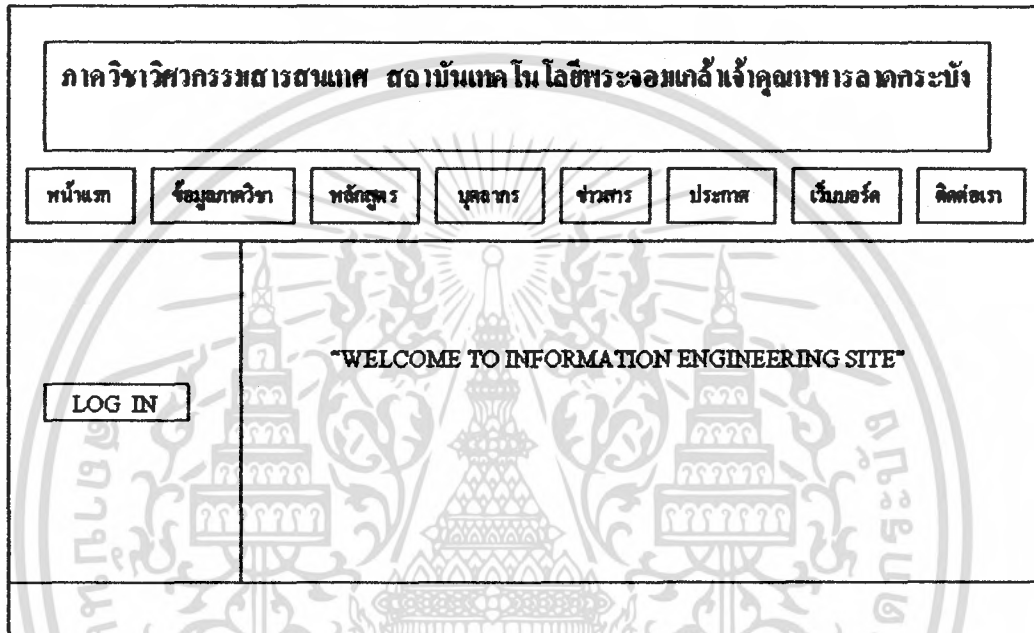 ภาควิชาวิศวกรรมสารสนเทศ สถาบันเทคโนโลยีพระจอมเกล้าเจ้าคุณทหารลาดกระบัง
หน้าแรก ข้อมูลภาควิชา หลักสูตร บุคลากร ข่าวสาร ประกาศ เว็บบอร์ด ติดต่อเรา
"WELCOME TO INFORMATION ENGINEERING SITE"
LOG IN